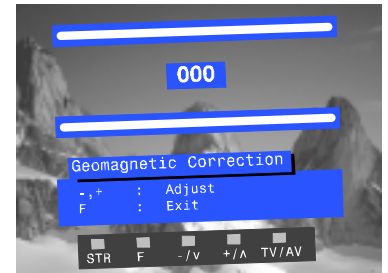 000
Geomagnetic Correction
-,+ : Adjust
F : Exit
STR F -/v +/ʌ TV/AV